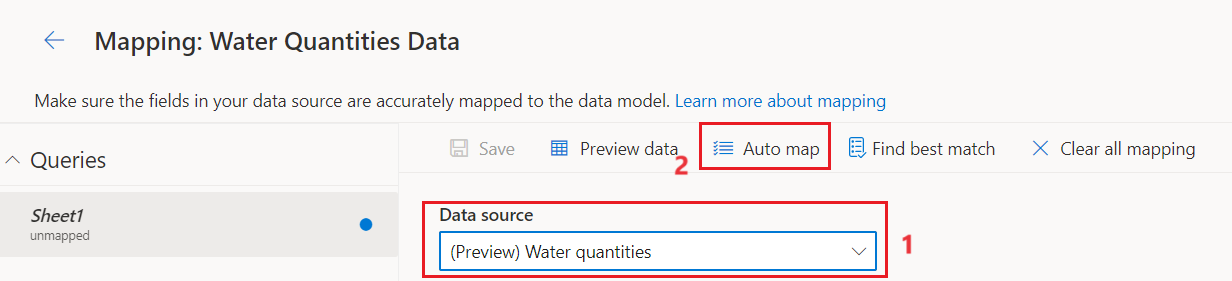 Mapping: Water Quantities Data
Make sure the fields in your data source are accurately mapped to the data model. Learn more about mapping
Queries
Save Preview data 2 Auto map Find best match Clear all mapping
Sheet1
unmapped
Data source
(Preview) Water quantities 1